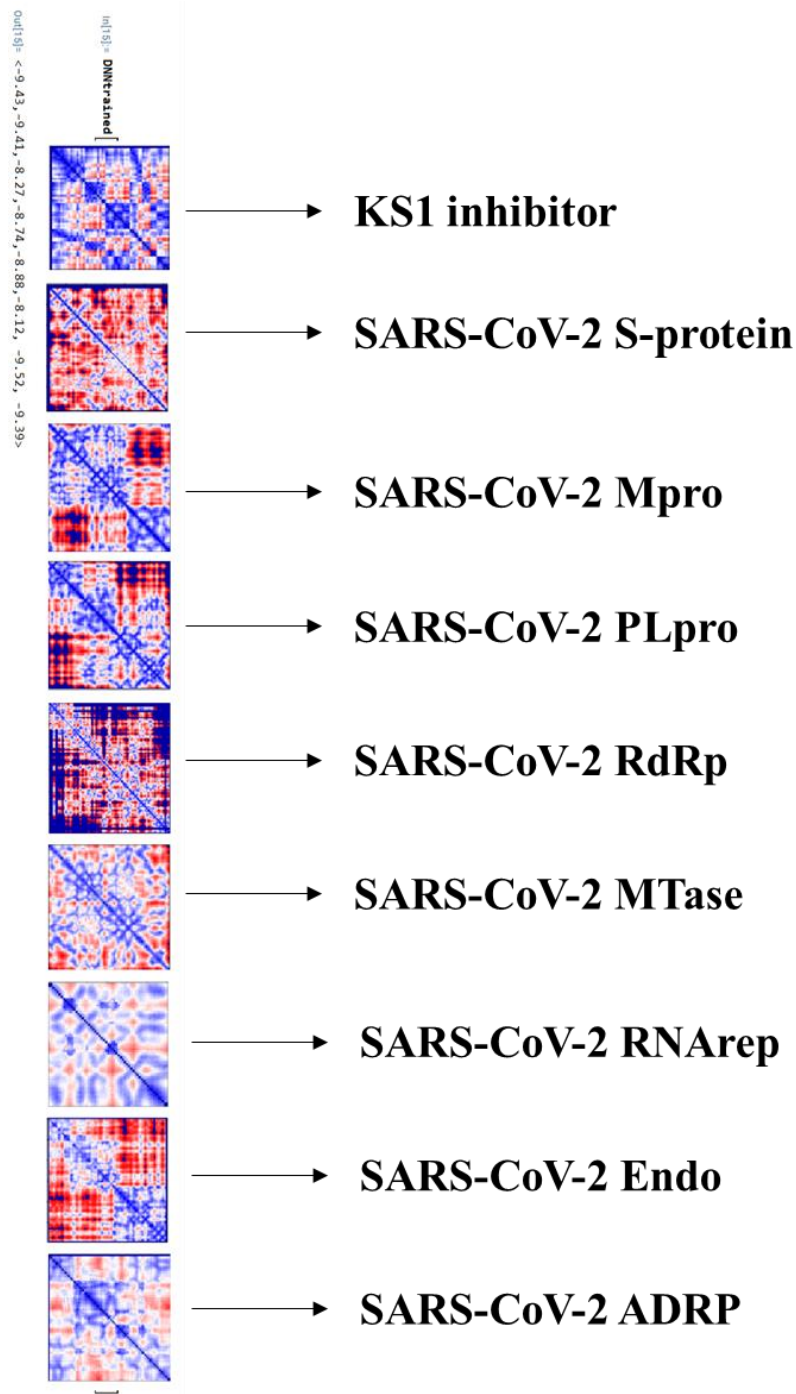 Out[15]= <-9.43,-9.41,-8.27,-8.74,-8.88,-8.12, -9.52, -9.39>
In[15]:= DNNtrained[
KS1 inhibitor
SARS-CoV-2 S-protein
SARS-CoV-2 Mpro
SARS-CoV-2 PLpro
SARS-CoV-2 RdRp
SARS-CoV-2 MTase
SARS-CoV-2 RNArep
SARS-CoV-2 Endo
SARS-CoV-2 ADRP
]